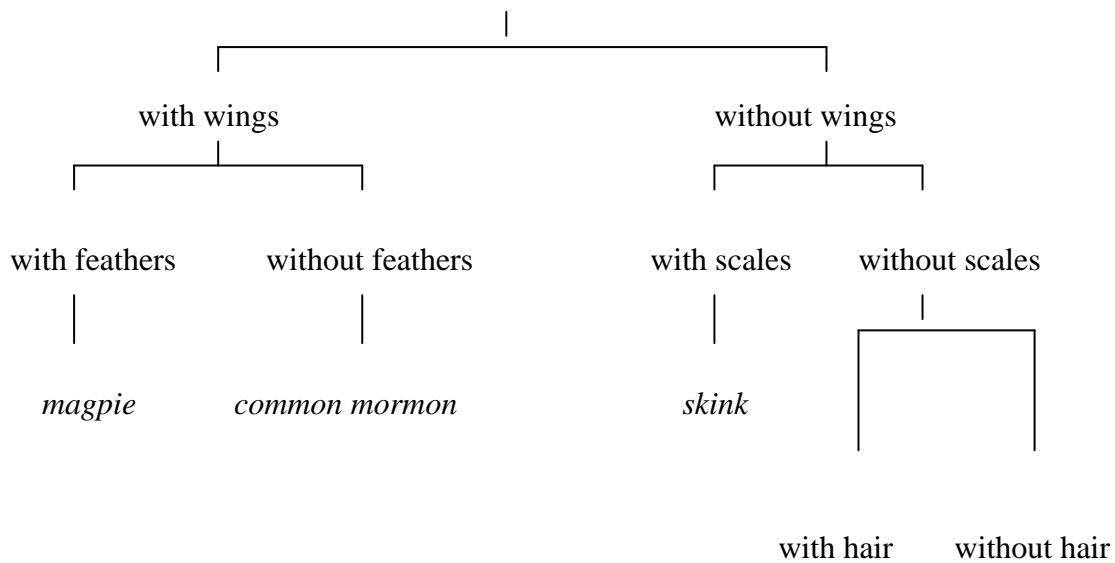 with wings without wings
with feathers without feathers with scales without scales
magpie common mormon skink
with hair without hair